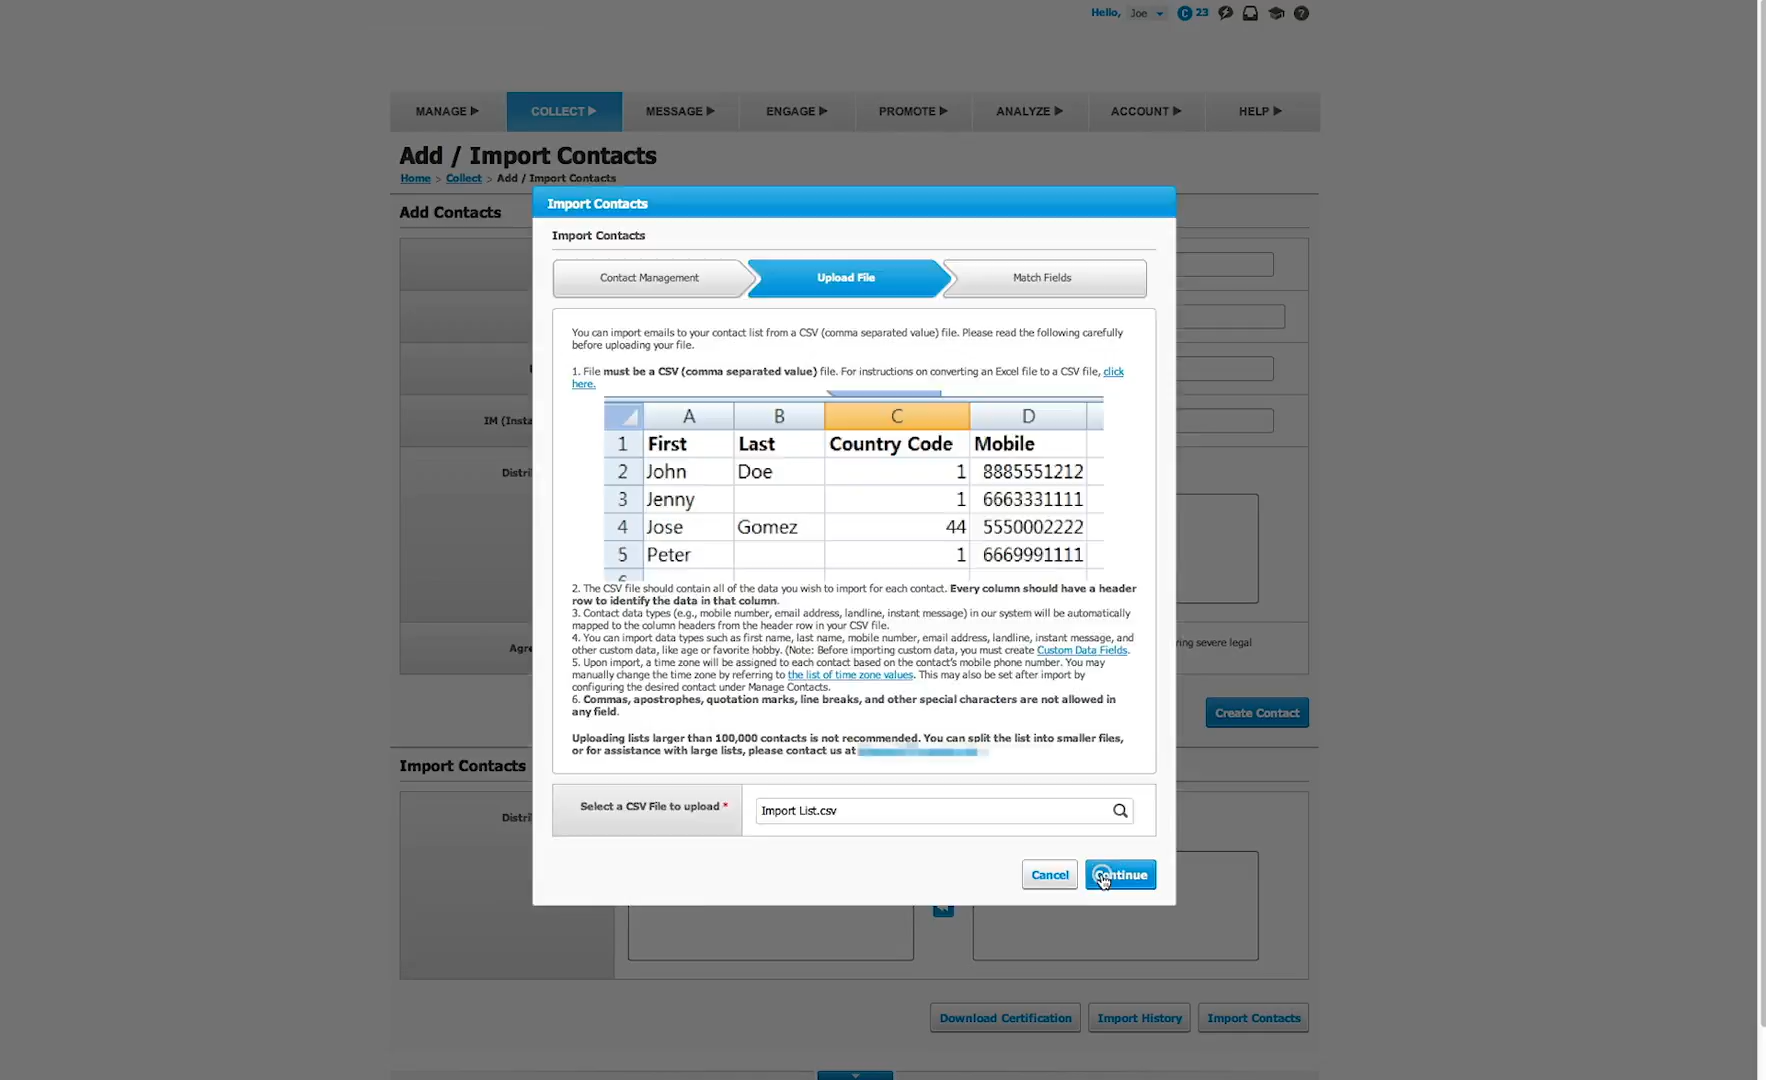 Hello, Joe 23
MANAGE COLLECT MESSAGE ENGAGE PROMOTE ANALYZE ACCOUNT HELP
Add / Import Contacts
Home > Collect > Add / Import Contacts
Add Contacts
Import Contacts
Import Contacts
Contact Management Upload File Match Fields
You can import emails to your contact list from a CSV (comma separated value) file. Please read the following carefully
before uploading your file.
1. File must be a CSV (comma separated value) file. For instructions on converting an Excel file to a CSV file, click
here.
A B C D
1 First Last Country Code Mobile
2 John Doe 1 8885551212
3 Jenny 1 6663331111
4 Jose Gomez 44 5550002222
5 Peter 1 6669991111
2. The CSV file should contain all of the data you wish to import for each contact. Every column should have a header
row to identify the data in that column.
3. Contact data types (e.g., mobile number, email address, landline, instant message) in our system will be automatically
mapped to the column headers from the header row in your CSV file.
4. You can import data types such as first name, last name, mobile number, email address, landline, instant message, and
other custom data, like age or favorite hobby. (Note: Before importing custom data, you must create Custom Data Fields.
5. Upon import, a time zone will be assigned to each contact based on the contact's mobile phone number. You may
manually change the time zone by referring to the list of time zone values. This may also be set after import by
configuring the desired contact under Manage Contacts.
6. Commas, apostrophes, quotation marks, line breaks, and other special characters are not allowed in
any field.
Uploading lists larger than 100,000 contacts is not recommended. You can split the list into smaller files,
or for assistance with large lists, please contact us at
Select a CSV File to upload * Import List.csv
Cancel Continue
IM (Insta
Distri
Agre
ring severe legal
Create Contact
Import Contacts
Distri
Download Certification Import History Import Contacts